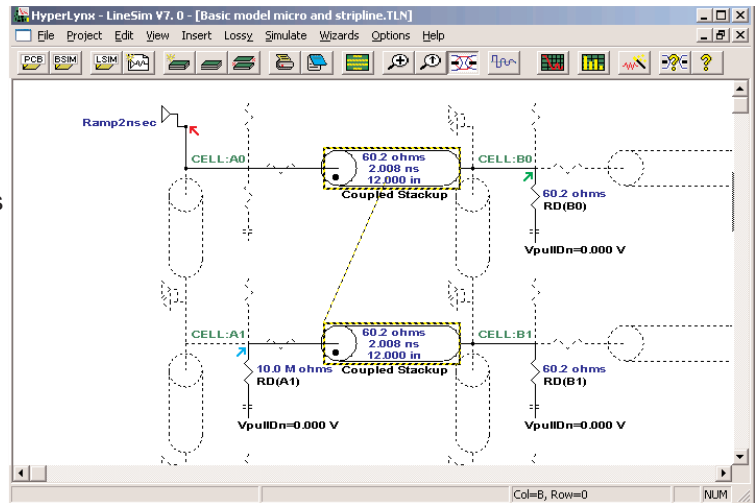 HyperLynx - LineSim V7. 0 - [Basic model micro and stripline.TLN]
File Project Edit View Insert Lossy Simulate Wizards Options Help
PCB BSIM LSIM
s
Ramp2nsec
CELL:A0
60.2 ohms
2.008 ns
12.000 in
Coupled Stackup
CELL:B0
60.2 ohms
RD(B0)
VpullDn=0.000 V
CELL:A1
10.0 M ohms
RD(A1)
VpullDn=0.000 V
60.2 ohms
2.008 ns
12.000 in
Coupled Stackup
CELL:B1
60.2 ohms
RD(B1)
VpullDn=0.000 V
Col=B, Row=0 NUM